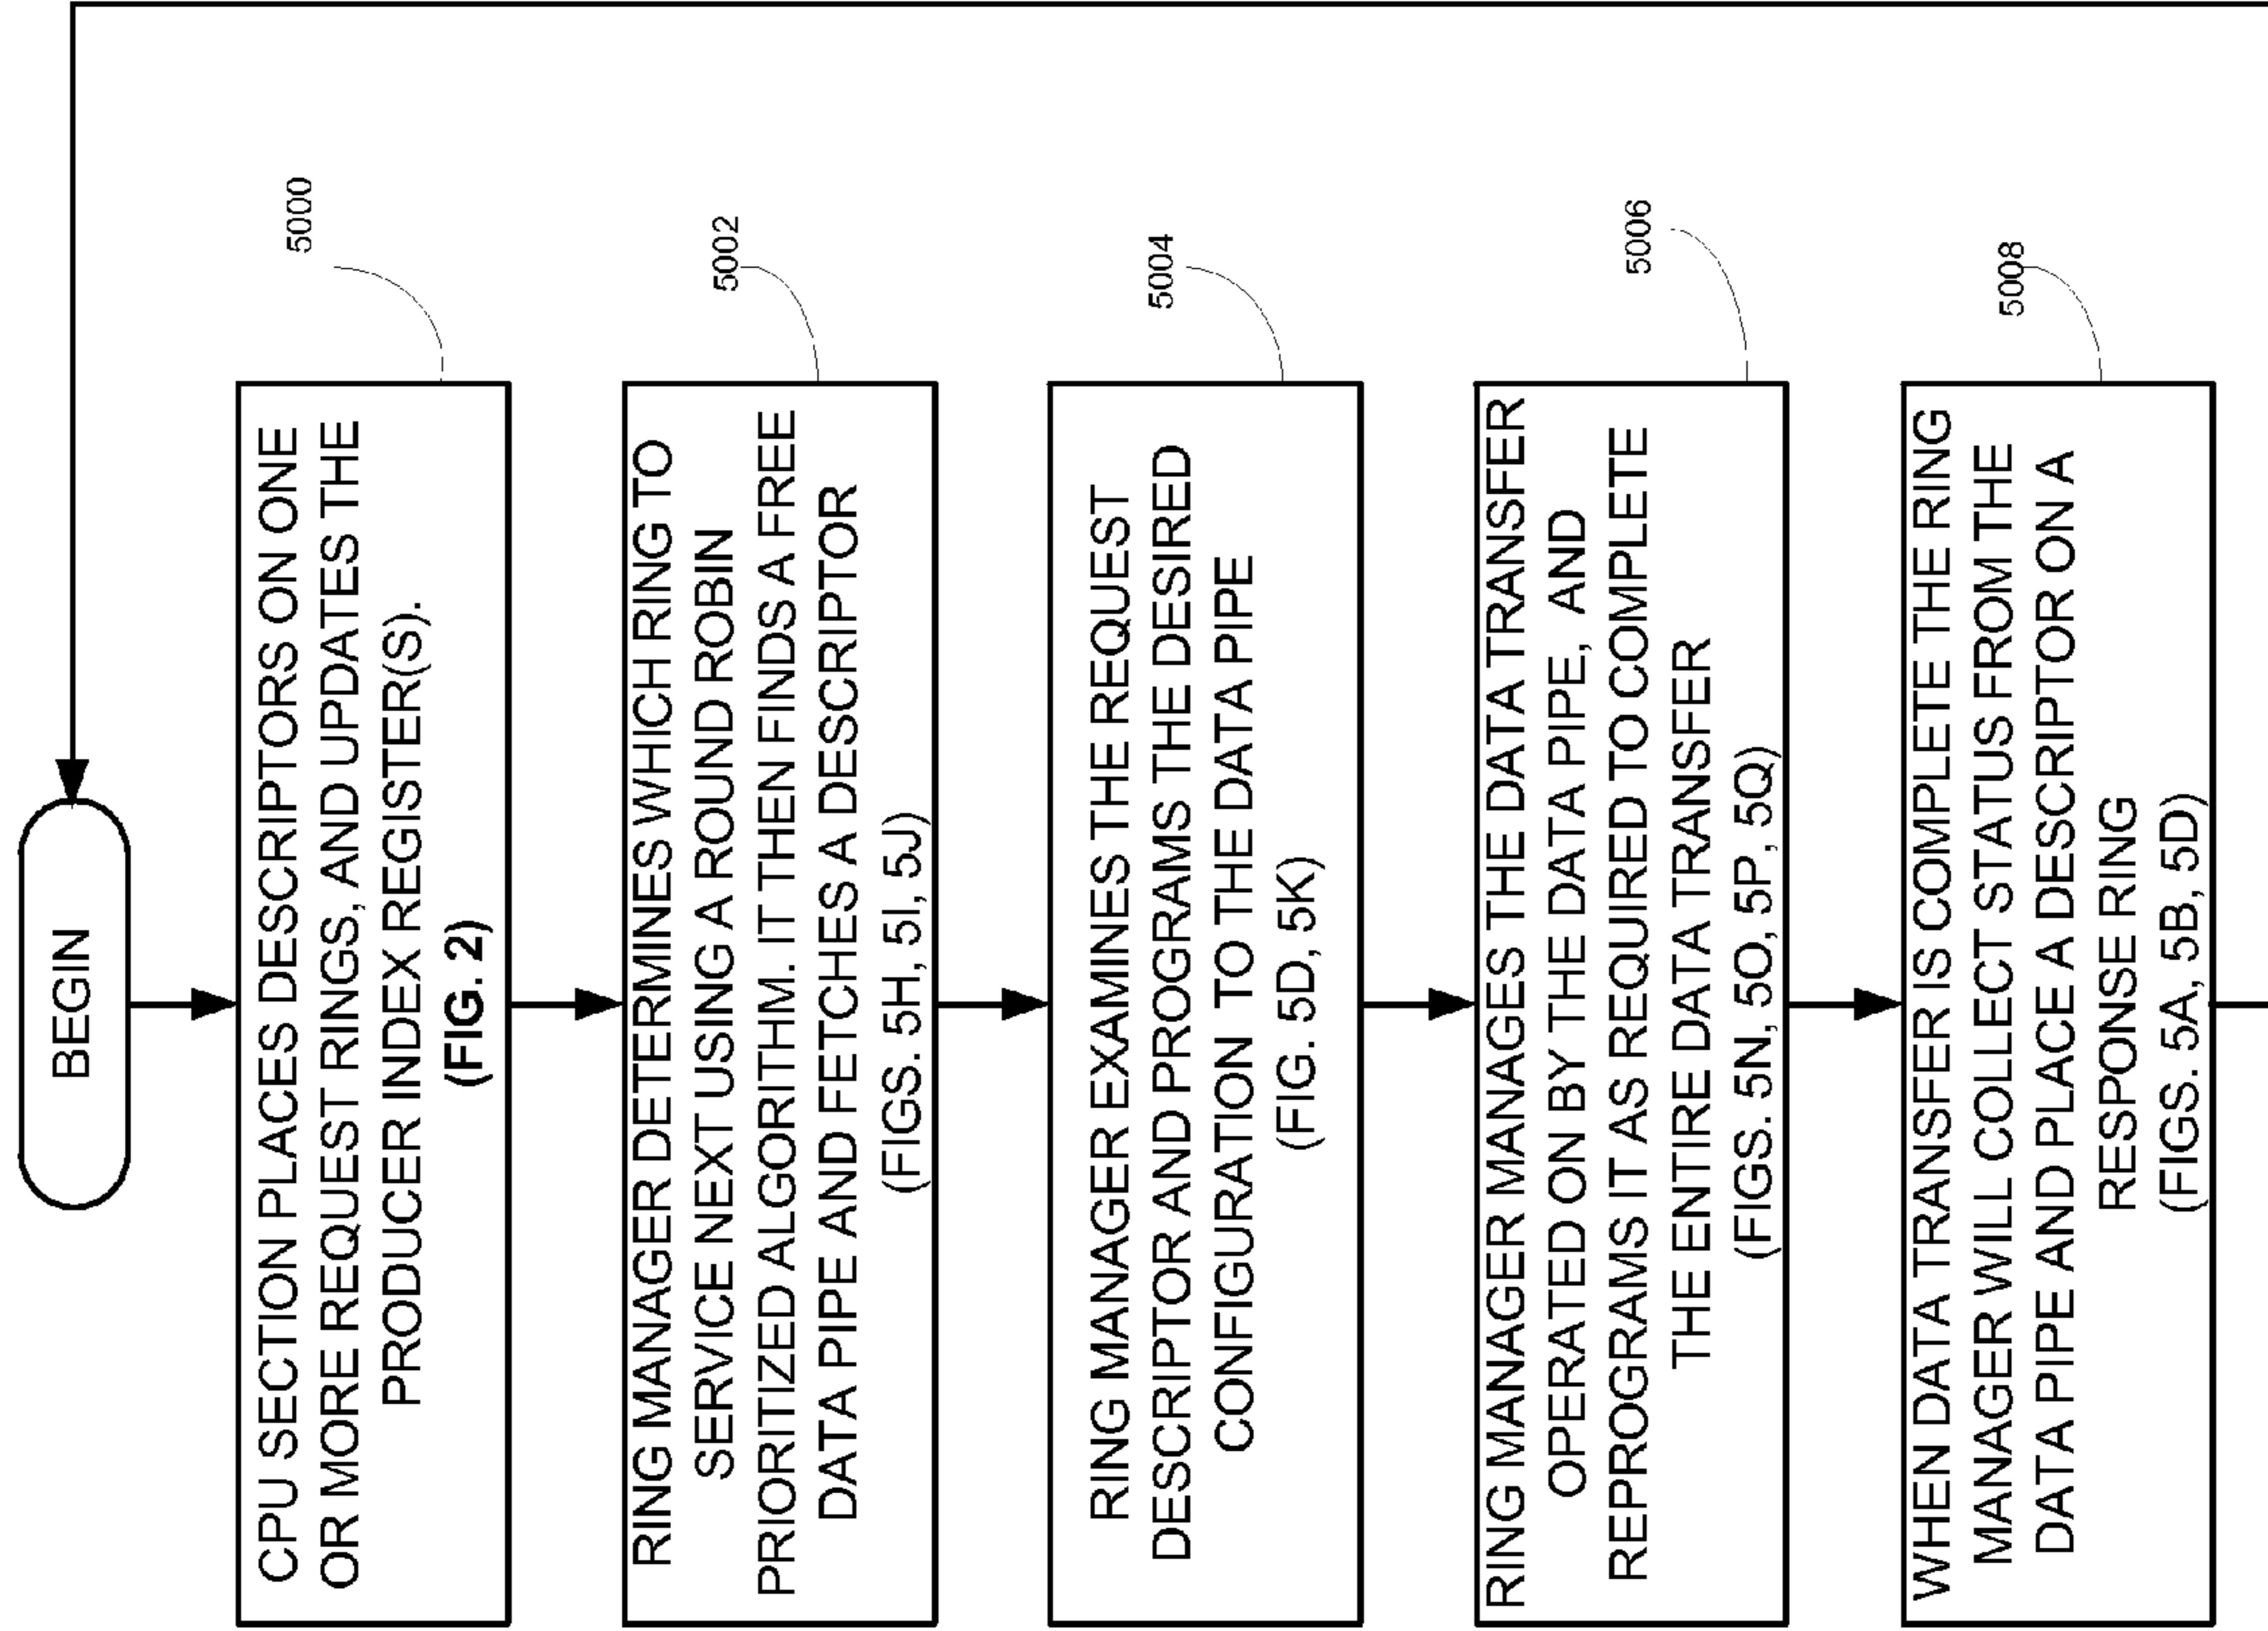 BEGIN
5000
CPU SECTION PLACES DESCRIPTORS ON ONE
OR MORE REQUEST RINGS, AND UPDATES THE
PRODUCER INDEX REGISTER(S).
(FIG. 2)
5002
RING MANAGER DETERMINES WHICH RING TO
SERVICE NEXT USING A ROUND ROBIN
PRIORITIZED ALGORITHM. IT THEN FINDS A FREE
DATA PIPE AND FETCHES A DESCRIPTOR
(FIGS. 5H, 5I, 5J)
5004
RING MANAGER EXAMINES THE REQUEST
DESCRIPTOR AND PROGRAMS THE DESIRED
CONFIGURATION TO THE DATA PIPE
(FIG. 5D, 5K)
5006
RING MANAGER MANAGES THE DATA TRANSFER
OPERATED ON BY THE DATA PIPE, AND
REPROGRAMS IT AS REQUIRED TO COMPLETE
THE ENTIRE DATA TRANSFER
(FIGS. 5N, 5O, 5P, 5Q)
5008
WHEN DATA TRANSFER IS COMPLETE THE RING
MANAGER WILL COLLECT STATUS FROM THE
DATA PIPE AND PLACE A DESCRIPTOR ON A
RESPONSE RING
(FIGS. 5A, 5B, 5D)